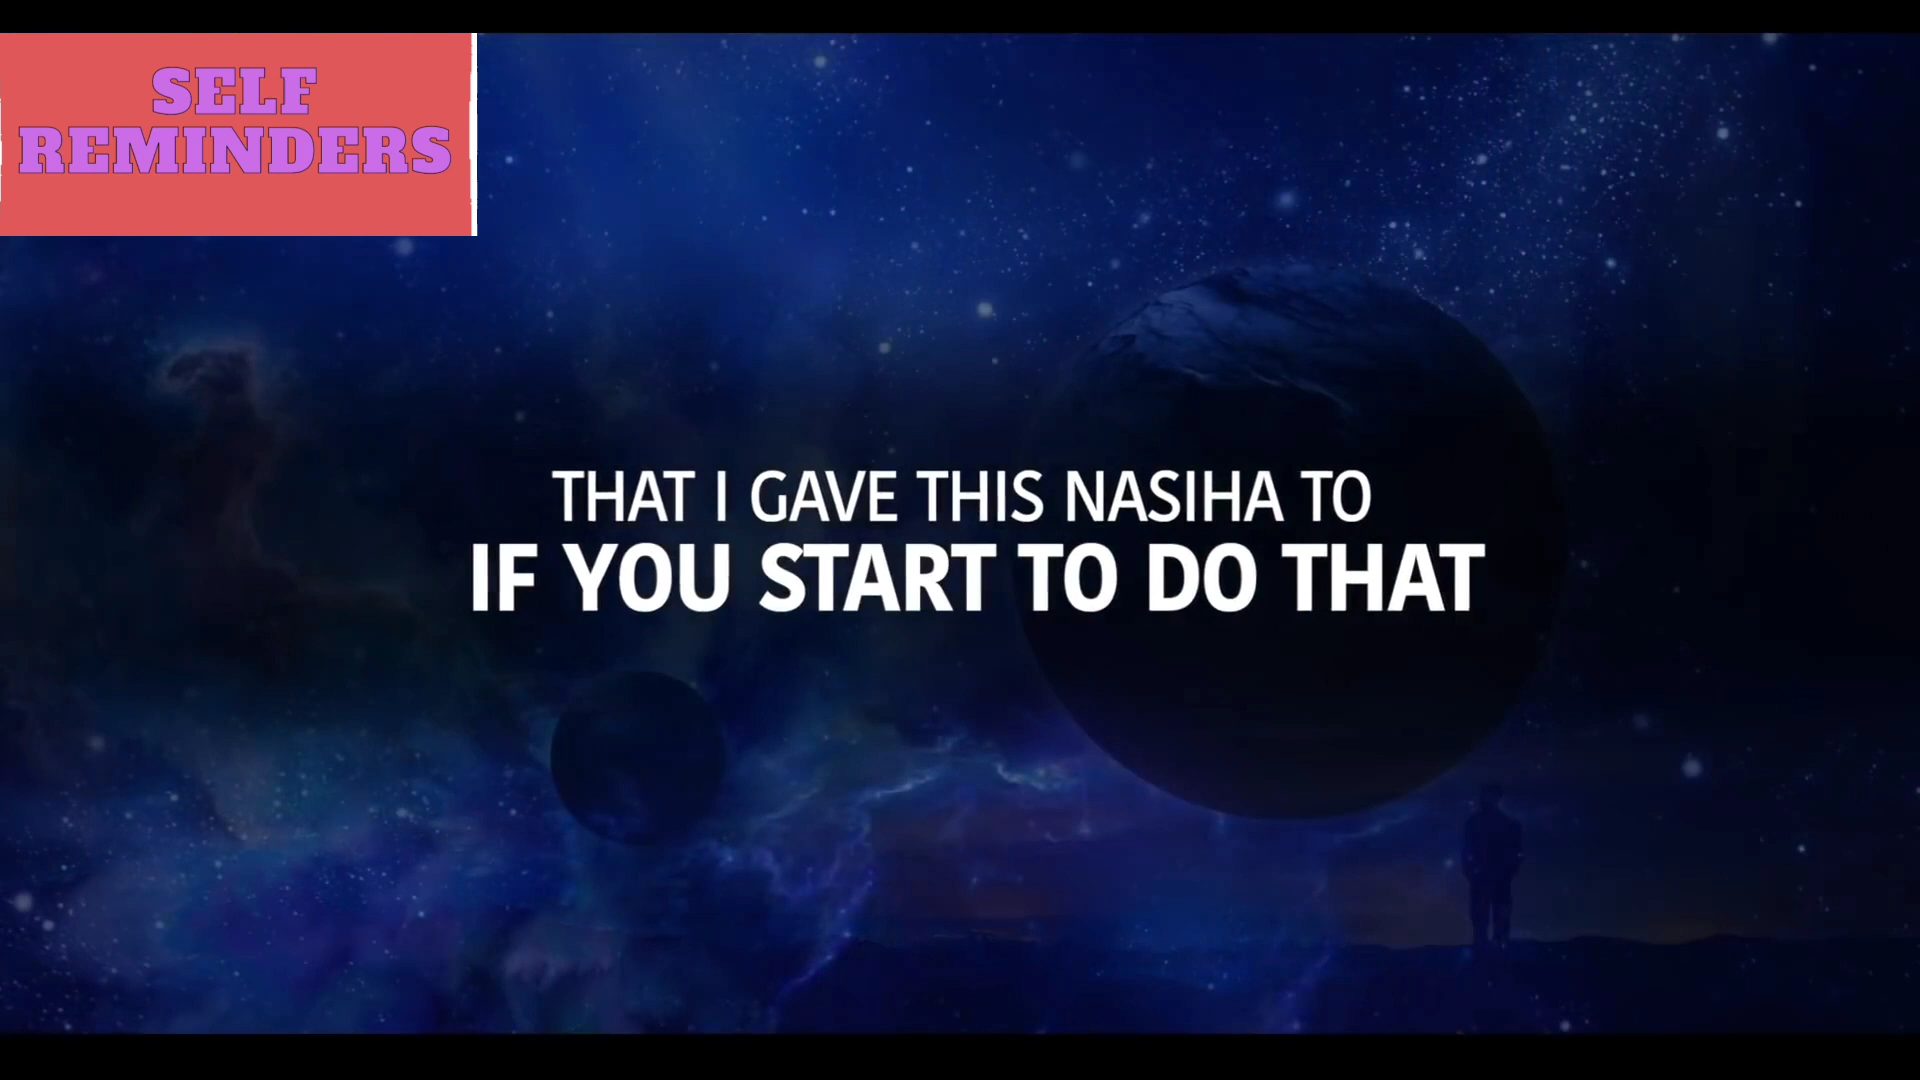 SELF
REMINDERS
THAT I GAVE THIS NASIHA TO
IF YOU START TO DO THAT